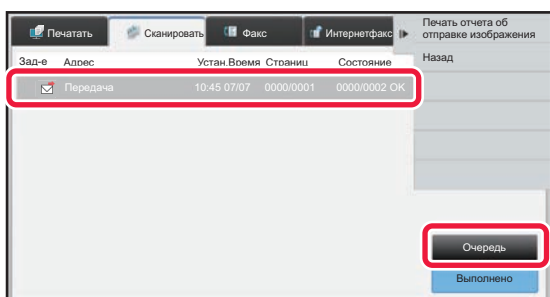 Печатать
Сканировать
Факс
Интернетфакс
Печать отчета об
отправке изображения
Назад
Зад-е Адрес Устан.Время Страниц Состояние
Передача 10:45 07/07 0000/0001 0000/0002 OK
Очередь
Выполнено